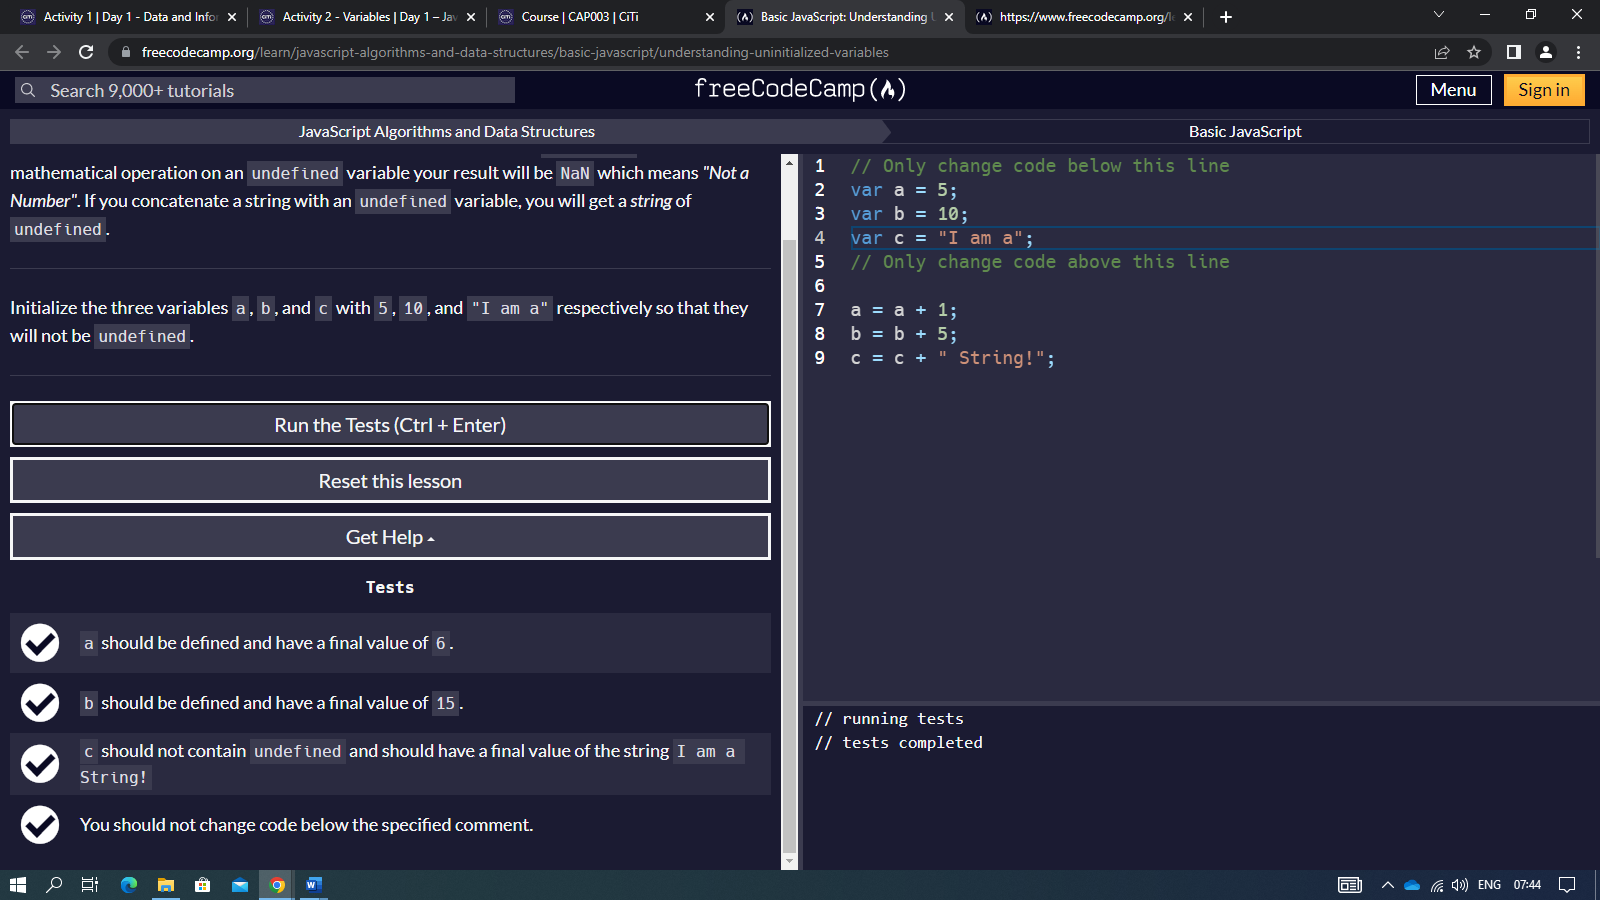 Activity 1 | Day 1 - Data and Infor
Activity 2 - Variables | Day 1 – Jav
Course | CAP003 | CiTi
Basic JavaScript: Understanding U
https://www.freecodecamp.org/le
freecodecamp.org/learn/javascript-algorithms-and-data-structures/basic-javascript/understanding-uninitialized-variables
Search 9,000+ tutorials
freeCodeCamp
Menu
Sign in
JavaScript Algorithms and Data Structures
Basic JavaScript
mathematical operation on an undefined variable your result will be NaN which means "Not a
Number". If you concatenate a string with an undefined variable, you will get a string of
undefined.
Initialize the three variables a, b, and c with 5, 10, and "I am a" respectively so that they
will not be undefined.
Run the Tests (Ctrl + Enter)
Reset this lesson
Get Help
Tests
a should be defined and have a final value of 6.
b should be defined and have a final value of 15.
c should not contain undefined and should have a final value of the string I am a
String!
You should not change code below the specified comment.
1 // Only change code below this line
2 var a = 5;
3 var b = 10;
4 var c = "I am a";
5 // Only change code above this line
6
7 a = a + 1;
8 b = b + 5;
9 c = c + " String!";
// running tests
// tests completed
ENG
07:44